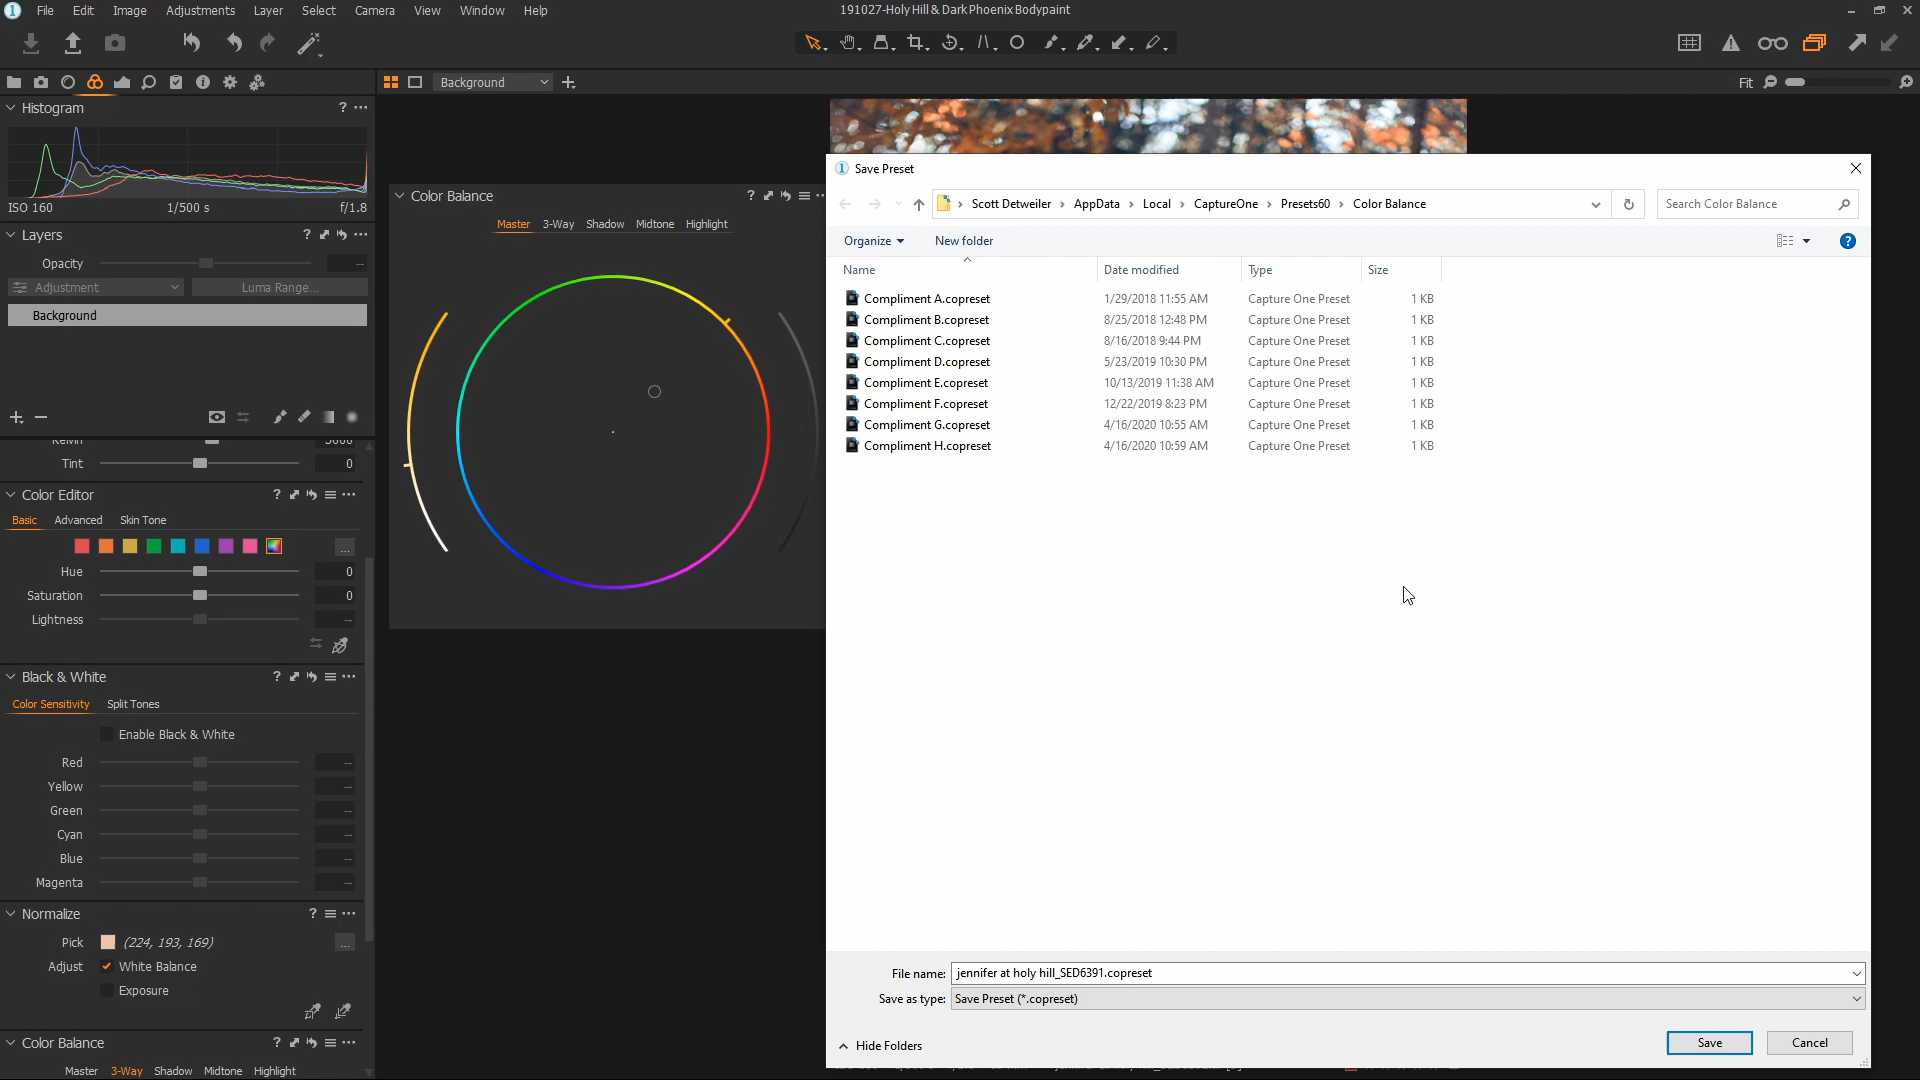 File Edit Image Adjustments Layer Select Camera View Window Help
191027-Holy Hill & Dark Phoenix Bodypaint
Background
Fit
Histogram
ISO 160 1/500 s f/1.8
Layers
Opacity --
Adjustment Luma Range...
Background
Kelvin
Tint 0
Color Editor
Basic Advanced Skin Tone
Hue 0
Saturation 0
Lightness --
Black & White
Color Sensitivity Split Tones
Enable Black & White
Red --
Yellow --
Green --
Cyan --
Blue --
Magenta --
Normalize
Pick (224, 193, 169)
Adjust White Balance
Exposure
Color Balance
Master 3-Way Shadow Midtone Highlight
Color Balance
Master 3-Way Shadow Midtone Highlight
Save Preset
Scott Detweiler > AppData > Local > CaptureOne > Presets60 > Color Balance
Search Color Balance
Organize New folder
Name Date modified Type Size
Compliment A.copreset 1/29/2018 11:55 AM Capture One Preset 1 KB
Compliment B.copreset 8/25/2018 12:48 PM Capture One Preset 1 KB
Compliment C.copreset 8/16/2018 9:44 PM Capture One Preset 1 KB
Compliment D.copreset 5/23/2019 10:30 PM Capture One Preset 1 KB
Compliment E.copreset 10/13/2019 11:38 AM Capture One Preset 1 KB
Compliment F.copreset 12/22/2019 8:23 PM Capture One Preset 1 KB
Compliment G.copreset 4/16/2020 10:55 AM Capture One Preset 1 KB
Compliment H.copreset 4/16/2020 10:59 AM Capture One Preset 1 KB
File name: jennifer at holy hill_SED6391.copreset
Save as type: Save Preset (*.copreset)
Hide Folders
Save Cancel